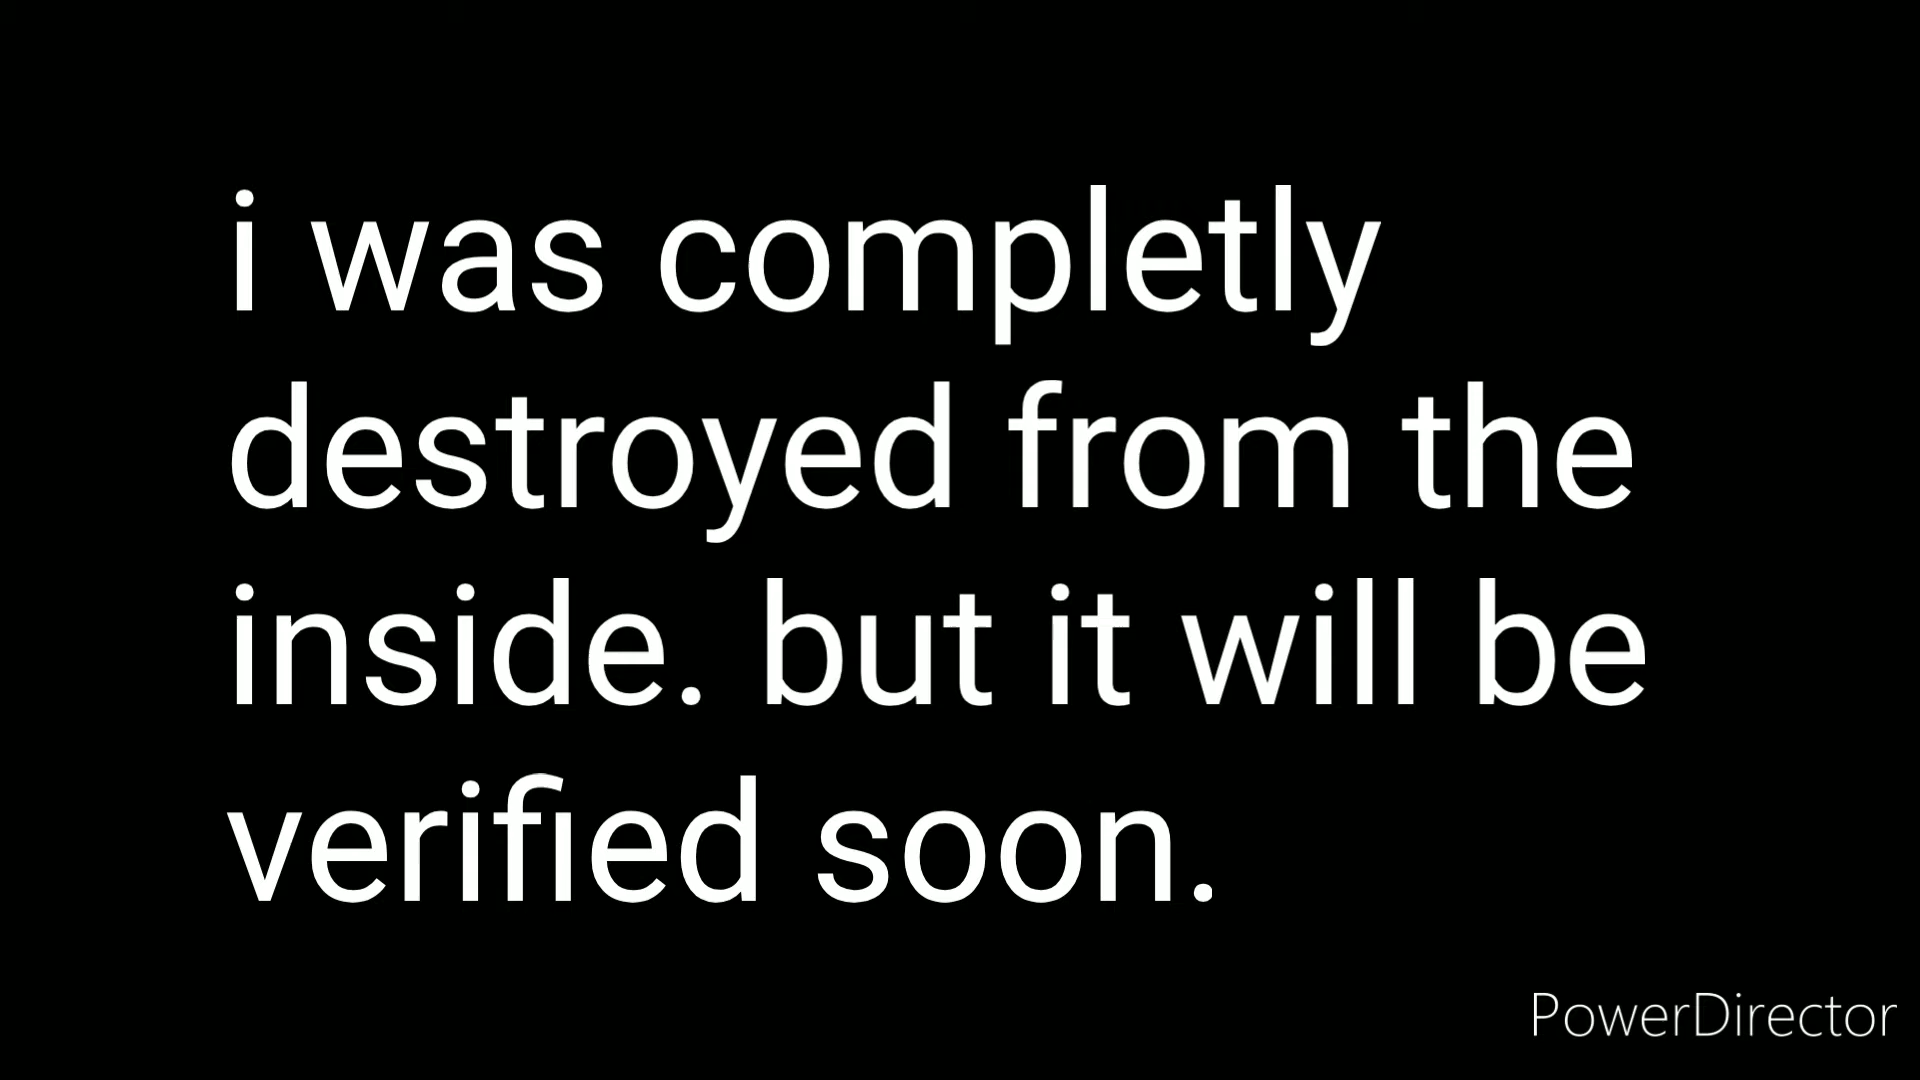 i was completly
destroyed from the
inside. but it will be
verified soon.
PowerDirector